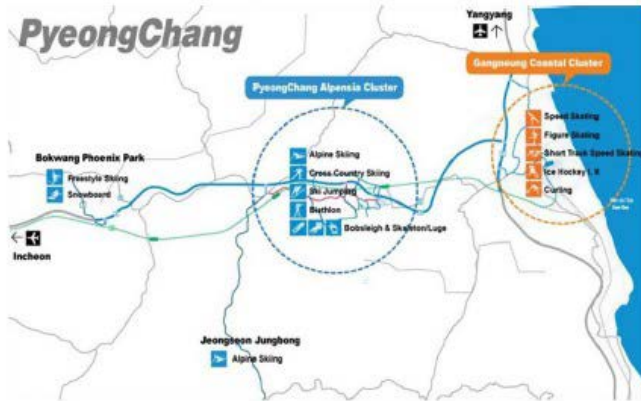 PyeongChang
Yangyang
Gangneung Coastal Cluster
PyeongChang Alpensia Cluster
Speed Skating
Figure Skating
Short Track Speed Skating
Ice Hockey I, II
Curling
Alpine Skiing
Cross Country Skiing
Ski Jumping
Biathlon
Bobsleigh & Skeleton/Luge
Bokwang Phoenix Park
Freestyle Skiing
Snowboard
Incheon
Jeongseon Jungbong
Alpine Skiing